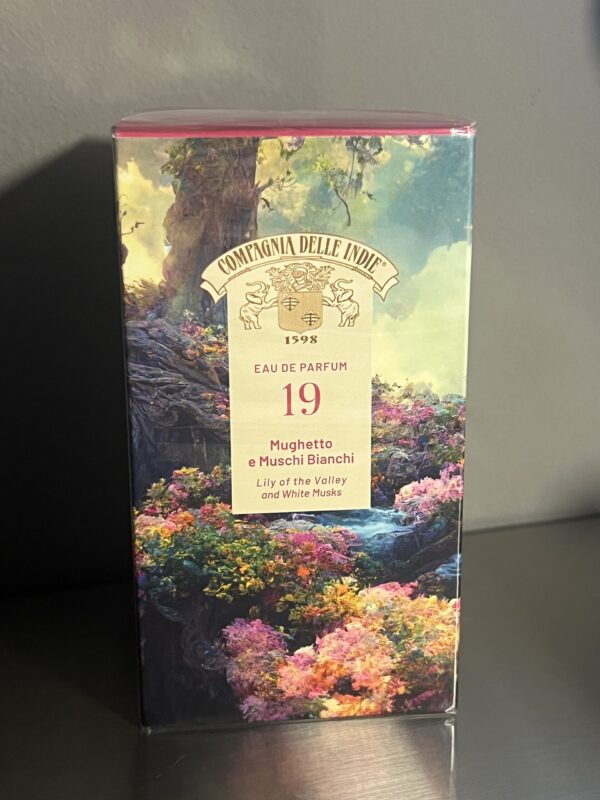 COMPAGNIA DELLE INDIE®
1598
EAU DE PARFUM
19
Mughetto
e Muschi Bianchi
Lily of the Valley
and White Musks